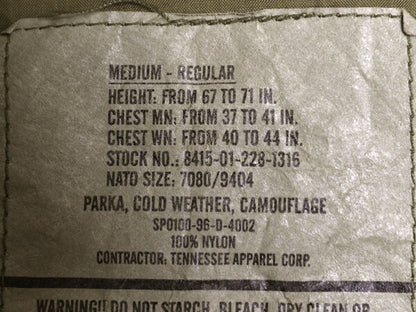 MEDIUM - REGULAR
HEIGHT: FROM 67 TO 71 IN.
CHEST MN: FROM 37 TO 41 IN.
CHEST WN: FROM 40 TO 44 IN.
STOCK NO.: 8415-01-228-1316
NATO SIZE: 7080/9404
PARKA, COLD WEATHER, CAMOUFLAGE
SPO100-96-D-4002
100% NYLON
CONTRACTOR: TENNESSEE APPAREL CORP.
WARNING!! DO NOT STARCH, BLEACH, DRY CLEAN OR